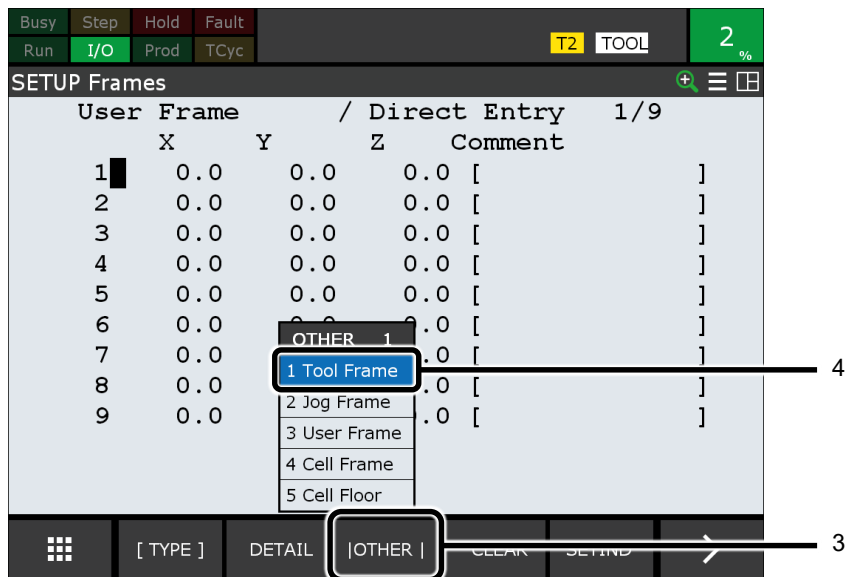 Busy Step Hold Fault
Run I/O Prod TCyc T2 TOOL 2 %
SETUP Frames
User Frame / Direct Entry 1/9
X Y Z Comment
1 0.0 0.0 0.0 [ ]
2 0.0 0.0 0.0 [ ]
3 0.0 0.0 0.0 [ ]
4 0.0 0.0 0.0 [ ]
5 0.0 0.0 0.0 [ ]
6 0.0 .0 [ ]
OTHER 1
7 0.0 .0 [ ]
1 Tool Frame 4
8 0.0 .0 [ ]
2 Jog Frame
9 0.0 .0 [ ]
3 User Frame
4 Cell Frame
5 Cell Floor
[ TYPE ] DETAIL |OTHER | CLEAR SETIND > 3